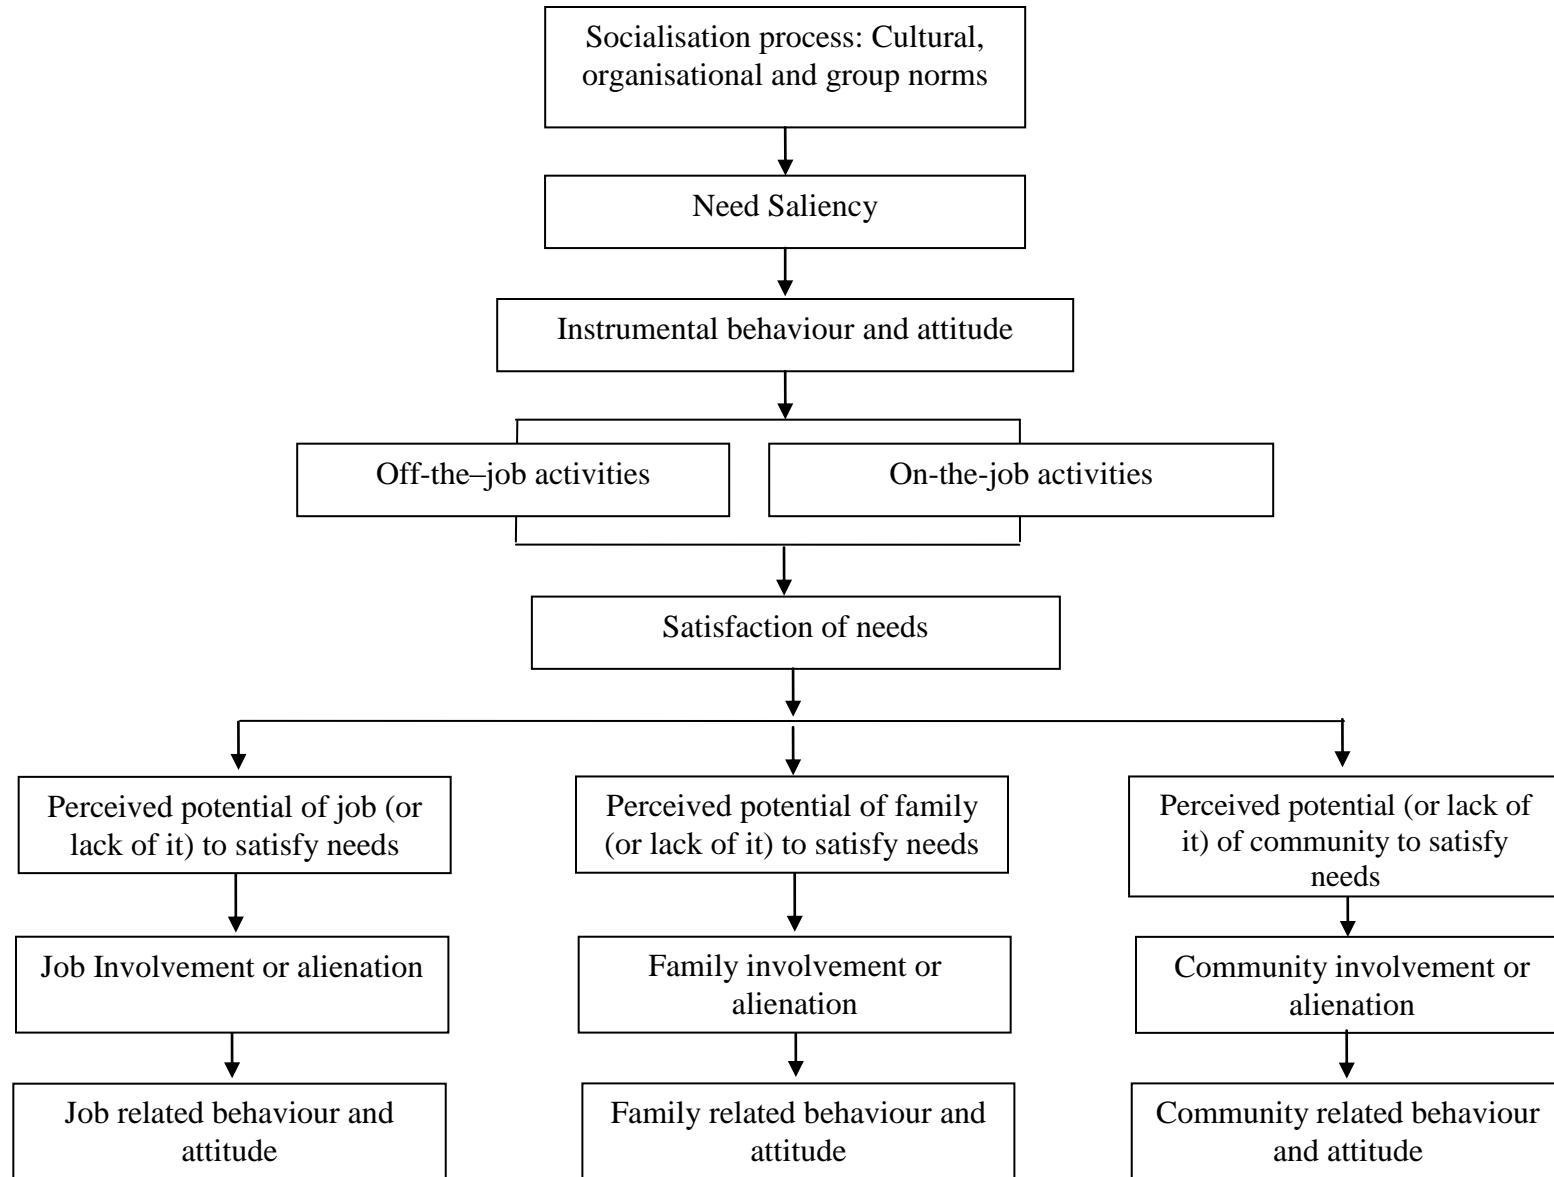 Socialisation process: Cultural,
organisational and group norms
Need Saliency
Instrumental behaviour and attitude
Off-the–job activities
On-the-job activities
Satisfaction of needs
Perceived potential of job (or
lack of it) to satisfy needs
Perceived potential of family
(or lack of it) to satisfy needs
Perceived potential (or lack of
it) of community to satisfy
needs
Job Involvement or alienation
Family involvement or
alienation
Community involvement or
alienation
Job related behaviour and
attitude
Family related behaviour and
attitude
Community related behaviour
and attitude